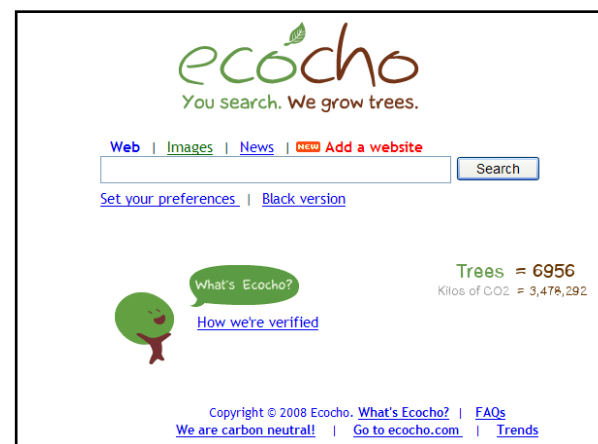 ecocho
You search. We grow trees.
Web | Images | News | NEW Add a website
Search
Set your preferences | Black version
Trees = 6956
What's Ecocho?
Kilos of CO2 = 3,478,292
How we're verified
Copyright © 2008 Ecocho. What's Ecocho? | FAQs
We are carbon neutral! | Go to ecocho.com | Trends